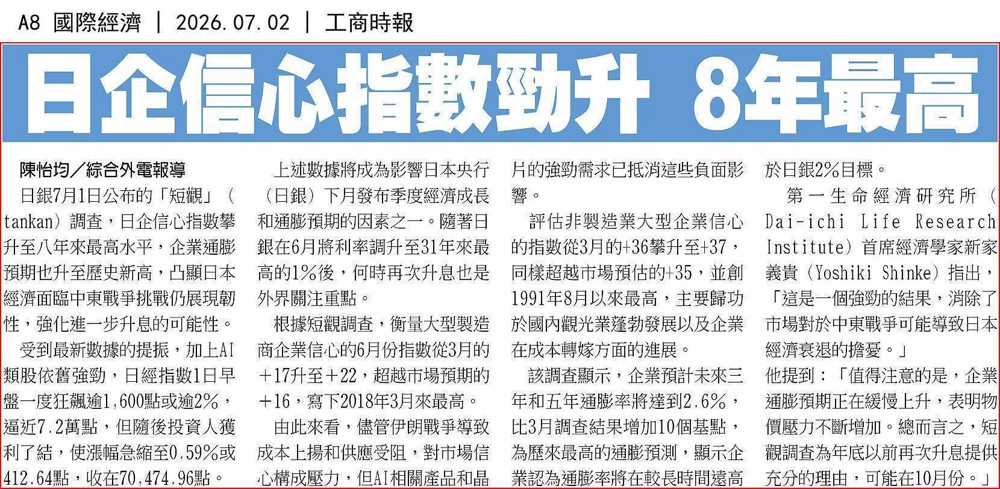 A8 國際經濟 | 2026.07.02 | 工商時報
日企信心指數勁升 8年最高
陳怡均／綜合外電報導
日銀7月1日公布的「短觀」（
tankan）調查，日企信心指數攀
升至八年來最高水平，企業通膨
預期也升至歷史新高，凸顯日本
經濟面臨中東戰爭挑戰仍展現韌
性，強化進一步升息的可能性。
受到最新數據的提振，加上AI
類股依舊強勁，日經指數1日早
盤一度狂飆逾1,600點或逾2%，
逼近7.2萬點，但隨後投資人獲
利了結，使漲幅急縮至0.59%或
412.64點，收在70,474.96點。
上述數據將成為影響日本央行
（日銀）下月發布季度經濟成長
和通膨預期的因素之一。隨著日
銀在6月將利率調升至31年來最
高的1%後，何時再次升息也是
外界關注重點。
根據短觀調查，衡量大型製造
商企業信心的6月份指數從3月的
＋17升至＋22，超越市場預期的
＋16，寫下2018年3月來最高。
由此來看，儘管伊朗戰爭導致
成本上揚和供應受阻，對市場信
心構成壓力，但AI相關產品和晶
片的強勁需求已抵消這些負面影
響。
評估非製造業大型企業信心
的指數從3月的+36攀升至+37，
同樣超越市場預估的+35，並創
1991年8月以來最高，主要歸功
於國內觀光業蓬勃發展以及企業
在成本轉嫁方面的進展。
該調查顯示，企業預計未來三
年和五年通膨率將達到2.6%，
比3月調查結果增加10個基點，
為歷來最高的通膨預測，顯示企
業認為通膨率將在較長時間遠高
於日銀2%目標。
第一生命經濟研究所（
Dai-ichi Life Research
Institute）首席經濟學家新家
義貴（Yoshiki Shinke）指出，
「這是一個強勁的結果，消除了
市場對於中東戰爭可能導致日本
經濟衰退的擔憂。」
他提到：「值得注意的是，企業
通膨預期正在緩慢上升，表明物
價壓力不斷增加。總而言之，短
觀調查為年底以前再次升息提供
充分的理由，可能在10月份。」